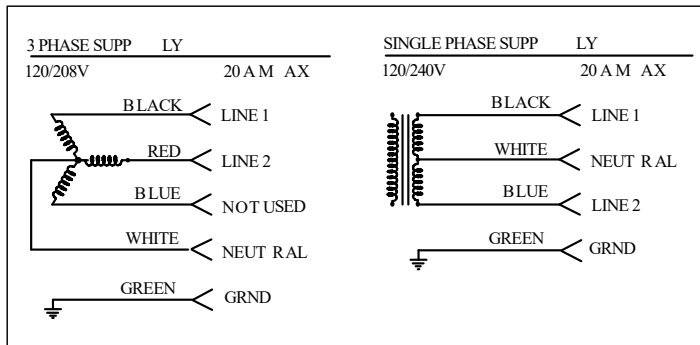 3 PHASE SUPP LY
120/208V 20 A M AX
BLACK LINE 1
RED LINE 2
BLUE NOT USED
WHITE NEUT RAL
GREEN GRND
SINGLE PHASE SUPP LY
120/240V 20 A M AX
BLACK LINE 1
WHITE NEUT RAL
BLUE LINE 2
GREEN GRND